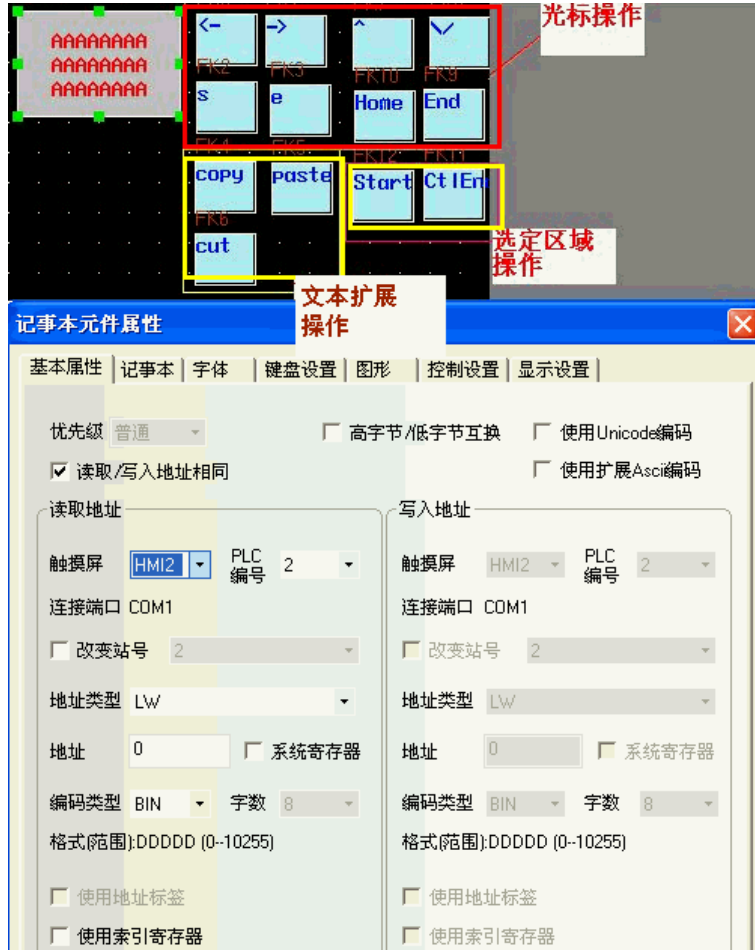 光标操作
<- -> ^ \/
AAAAAAAA
AAAAAAAA
AAAAAAAA
FK2 FK3 FK10 FK9
s e Home End
FK4 FK5 FK12 FK11
copy paste Start CtlEn
FK6
cut
选定区域
操作
文本扩展
操作
记事本元件属性
基本属性 记事本 字体 键盘设置 图形 控制设置 显示设置
优先级 普通 高字节/低字节互换 使用Unicode编码
读取/写入地址相同 使用扩展Ascii编码
读取地址 写入地址
触摸屏 HMI2 PLC编号 2 触摸屏 HMI2 PLC编号 2
连接端口 COM1 连接端口 COM1
改变站号 2 改变站号 2
地址类型 LW 地址类型 LW
地址 0 系统寄存器 地址 0 系统寄存器
编码类型 BIN 字数 8 编码类型 BIN 字数 8
格式(范围):DDDDD (0--10255) 格式(范围):DDDDD (0--10255)
使用地址标签 使用地址标签
使用索引寄存器 使用索引寄存器